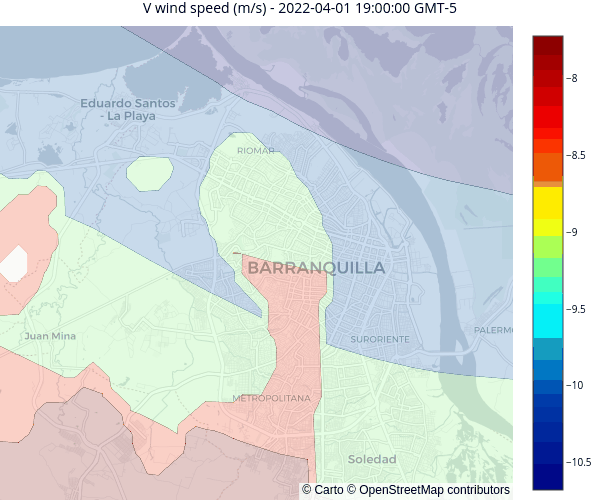 V wind speed (m/s) - 2022-04-01 19:00:00 GMT-5
Eduardo Santos
- La Playa
RIOMAR
BARRANQUILLA
Juan Mina
SURORIENTE
PALERMO
METROPOLITANA
Soledad
−8
−8.5
−9
−9.5
−10
−10.5
© Carto © OpenStreetMap contributors